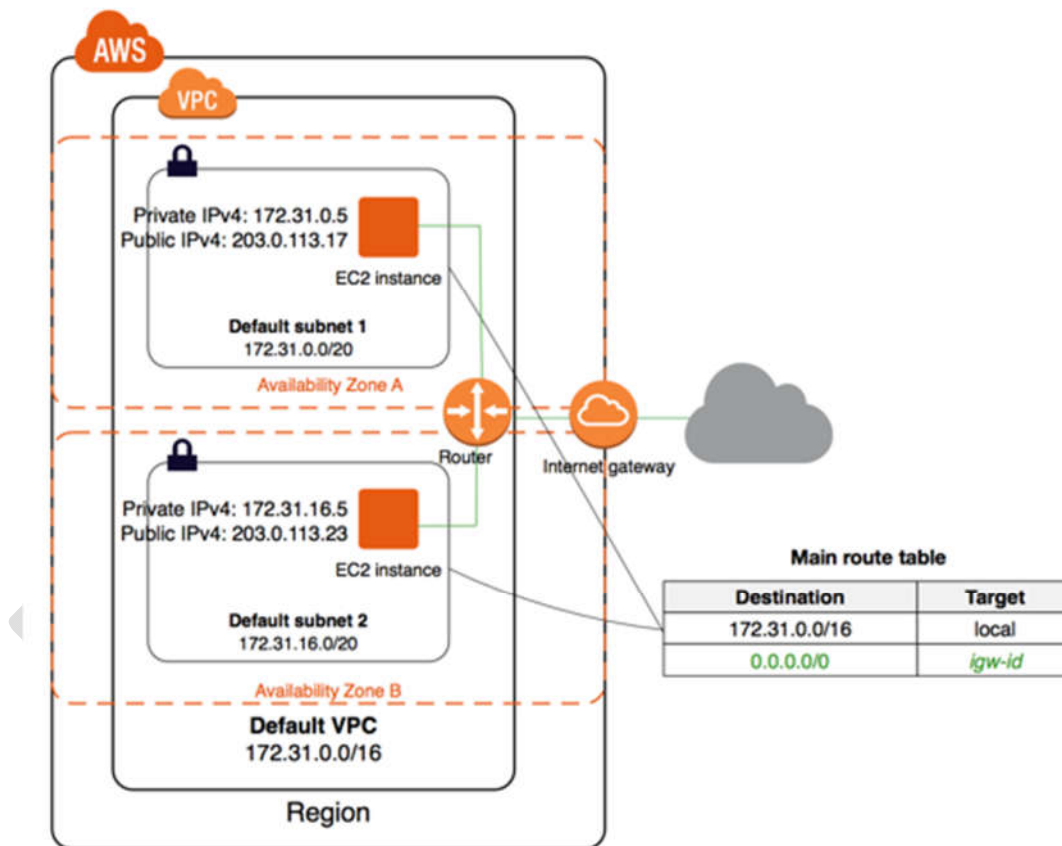 AWS
VPC
Private IPv4: 172.31.0.5
Public IPv4: 203.0.113.17
EC2 instance
Default subnet 1
172.31.0.0/20
Availability Zone A
Router
Internet gateway
Private IPv4: 172.31.16.5
Public IPv4: 203.0.113.23
EC2 instance
Default subnet 2
172.31.16.0/20
Availability Zone B
Default VPC
172.31.0.0/16
Region
Main route table
Destination Target
172.31.0.0/16 local
0.0.0.0/0 igw-id